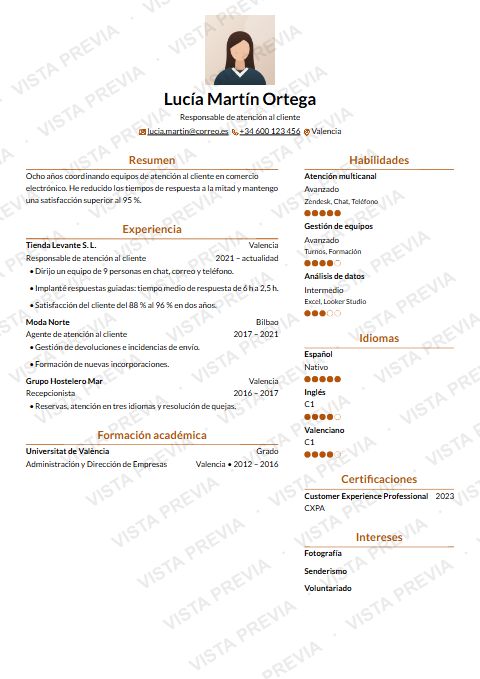 Lucía Martín Ortega
Responsable de atención al cliente
lucia.martin@correo.es +34 600 123 456 Valencia
Resumen
Ocho años coordinando equipos de atención al cliente en comercio
electrónico. He reducido los tiempos de respuesta a la mitad y mantengo
una satisfacción superior al 95 %.
Experiencia
Tienda Levante S. L. Valencia
Responsable de atención al cliente 2021 – actualidad
• Dirijo un equipo de 9 personas en chat, correo y teléfono.
• Implanté respuestas guiadas: tiempo medio de respuesta de 6 h a 2,5 h.
• Satisfacción del cliente del 88 % al 96 % en dos años.
Moda Norte Bilbao
Agente de atención al cliente 2017 – 2021
• Gestión de devoluciones e incidencias de envío.
• Formación de nuevas incorporaciones.
Grupo Hostelero Mar Valencia
Recepcionista 2016 – 2017
• Reservas, atención en tres idiomas y resolución de quejas.
Formación académica
Universitat de València Grado
Administración y Dirección de Empresas Valencia • 2012 – 2016
Habilidades
Atención multicanal
Avanzado
Zendesk, Chat, Teléfono
Gestión de equipos
Avanzado
Turnos, Formación
Análisis de datos
Intermedio
Excel, Looker Studio
Idiomas
Español
Nativo
Inglés
C1
Valenciano
C1
Certificaciones
Customer Experience Professional 2023
CXPA
Intereses
Fotografía
Senderismo
Voluntariado
VISTA PREVIA · VISTA PREVIA · VISTA PREVIA